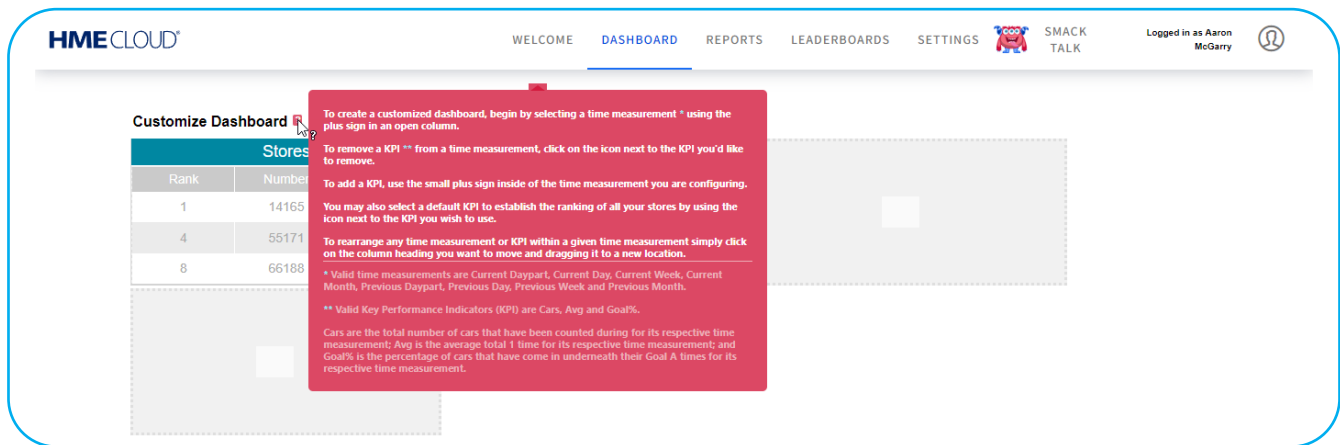 HME CLOUD®
WELCOME DASHBOARD REPORTS LEADERBOARDS SETTINGS SMACK TALK Logged in as Aaron McGarry
Customize Dashboard
Stores
Rank Number
1 14165
4 55171
8 66188
To create a customized dashboard, begin by selecting a time measurement * using the
plus sign in an open column.
To remove a KPI ** from a time measurement, click on the icon next to the KPI you'd like
to remove.
To add a KPI, use the small plus sign inside of the time measurement you are configuring.
You may also select a default KPI to establish the ranking of all your stores by using the
icon next to the KPI you wish to use.
To rearrange any time measurement or KPI within a given time measurement simply click
on the column heading you want to move and dragging it to a new location.
* Valid time measurements are Current Daypart, Current Day, Current Week, Current
Month, Previous Daypart, Previous Day, Previous Week and Previous Month.
** Valid Key Performance Indicators (KPI) are Cars, Avg and Goal%.
Cars are the total number of cars that have been counted during for its respective time
measurement; Avg is the average total 1 time for its respective time measurement; and
Goal% is the percentage of cars that have come in underneath their Goal A times for its
respective time measurement.